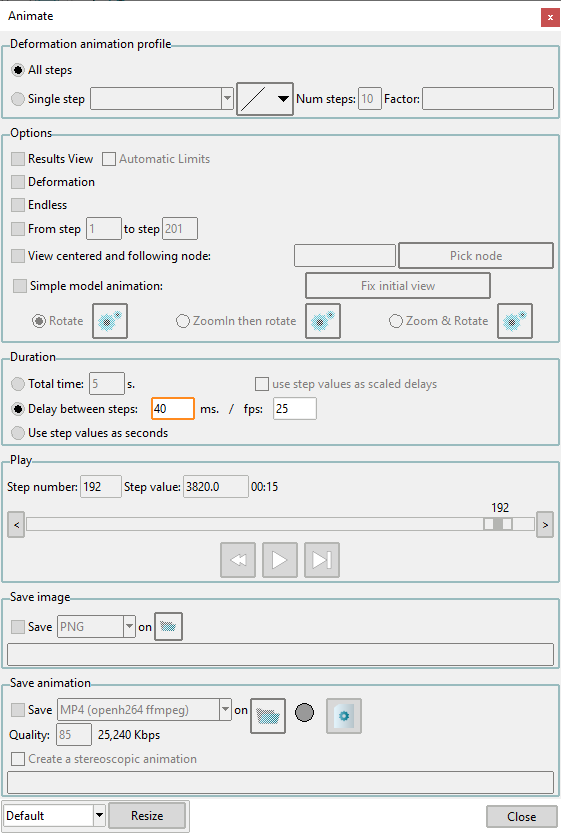 Animate x
Deformation animation profile
All steps
Single step Num steps: 10 Factor:
Options
Results View Automatic Limits
Deformation
Endless
From step 1 to step 201
View centered and following node: Pick node
Simple model animation: Fix initial view
Rotate ZoomIn then rotate Zoom & Rotate
Duration
Total time: 5 s. use step values as scaled delays
Delay between steps: 40 ms. / fps: 25
Use step values as seconds
Play
Step number: 192 Step value: 3820.0 00:15
192
< >
Save image
Save PNG on
Save animation
Save MP4 (openh264 ffmpeg) on
Quality: 85 25,240 Kbps
Create a stereoscopic animation
Default Resize Close